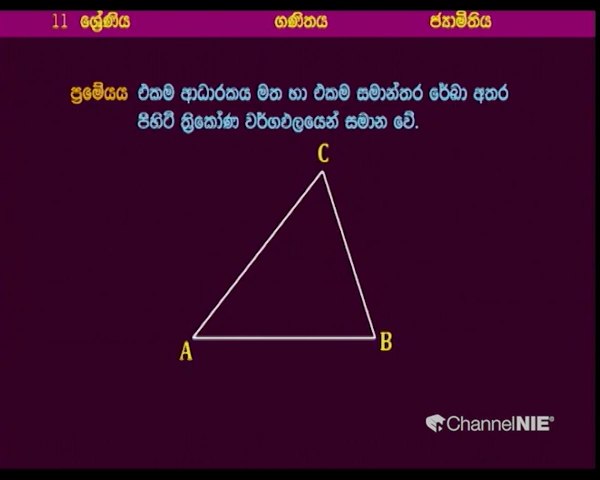 11 ශ්‍රේණිය ගණිතය ජ්‍යාමිතිය
ප්‍රමේයය එකම ආධාරකය මත හා එකම සමාන්තර රේඛා අතර
පිහිටි ත්‍රිකෝණ වර්ගඵලයෙන් සමාන වේ.
C
A
B
ChannelNIE®